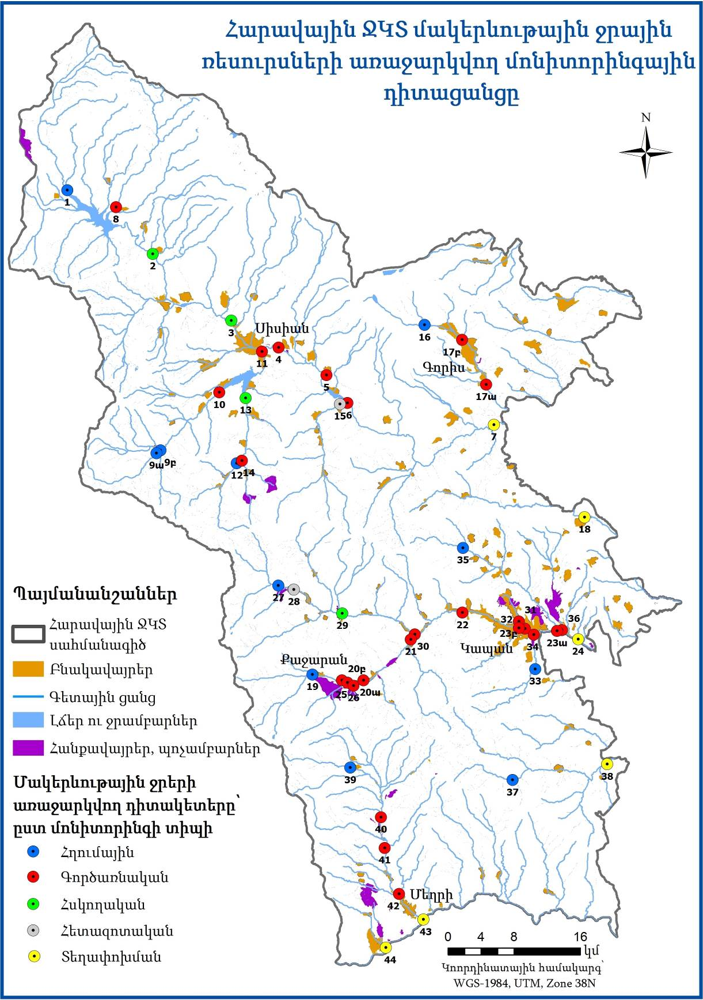 Հարավային ՋԿՏ մակերևութային ջրային
ռեսուրսների առաջարկվող մոնիտորինգային
դիտացանցը
N
1
8
2
3
Սիսիան
4
11
16
17բ
Գորիս
5
17ա
10
13
15
6
7
9ա
9բ
12
14
18
35
27
28
29
22
31
32
36
23բ
23ա
30
21
Կապան
34
24
Քաջարան
20բ
19
25
20ա
26
33
39
37
38
40
41
Մեղրի
42
43
44
Պայմանանշաններ
Հարավային ՋԿՏ
սահմանագիծ
Բնակավայրեր
Գետային ցանց
Լճեր ու ջրամբարներ
Հանքավայրեր, պոչամբարներ
Մակերևութային ջրերի
առաջարկվող դիտակետերը՝
ըստ մոնիտորինգի տիպի
Հղումային
Գործառնական
Հսկողական
Հետազոտական
Տեղափոխման
0 4 8 16
կմ
Կոորդինատային համակարգ՝
WGS-1984, UTM, Zone 38N